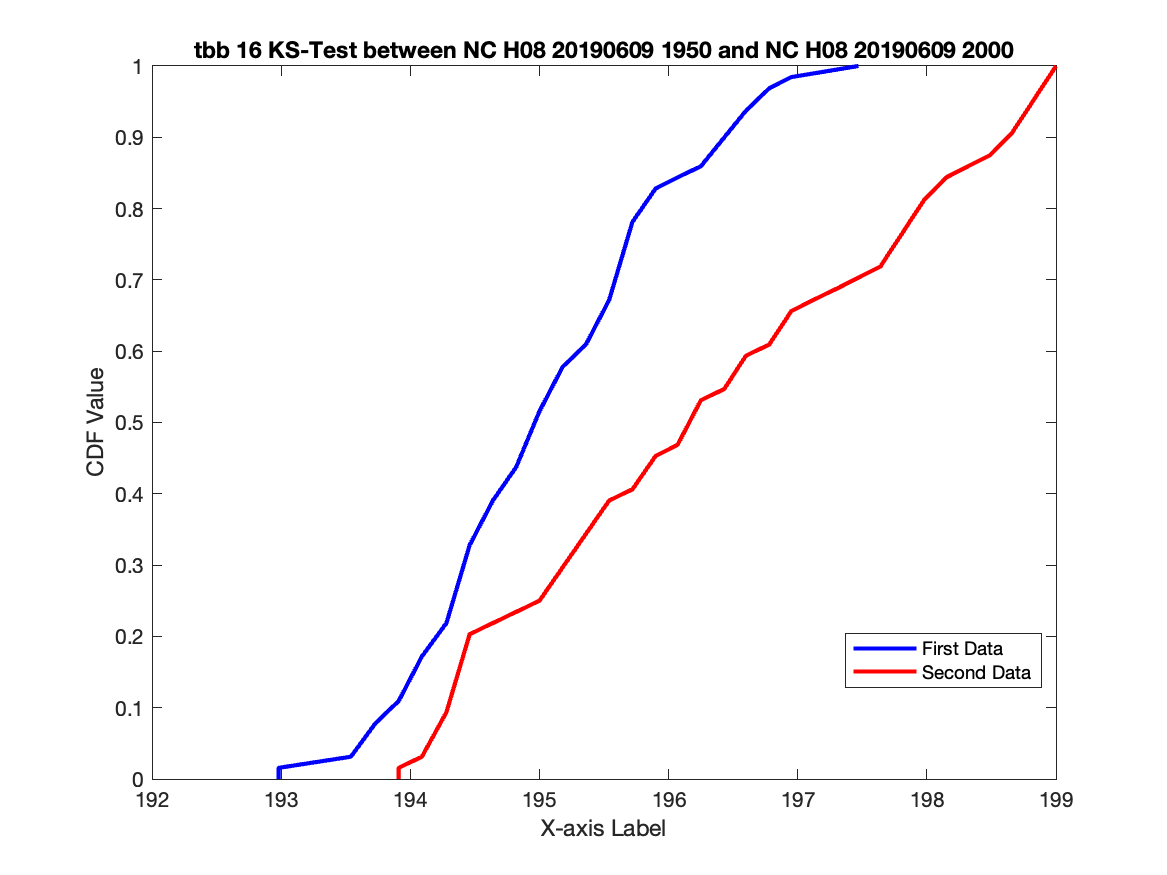 tbb 16 KS-Test between NC H08 20190609 1950 and NC H08 20190609 2000
1
0.9
0.8
0.7
0.6
0.5
0.4
0.3
0.2
0.1
0
CDF Value
First Data
Second Data
192 193 194 195 196 197 198 199
X-axis Label